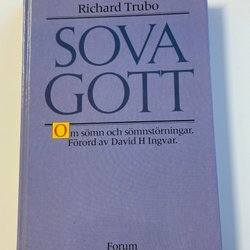 Richard Trubo
SOVA
GOTT
Om sömn och sömnstörningar.
Förord av David H Ingvar.
Forum